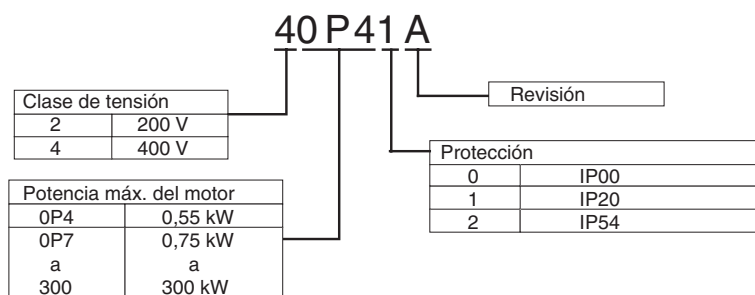 40P41A
Revisión
Clase de tensión
2 200 V
4 400 V
Protección
0 IP00
1 IP20
2 IP54
Potencia máx. del motor
0P4 0,55 kW
0P7 0,75 kW
a a
300 300 kW